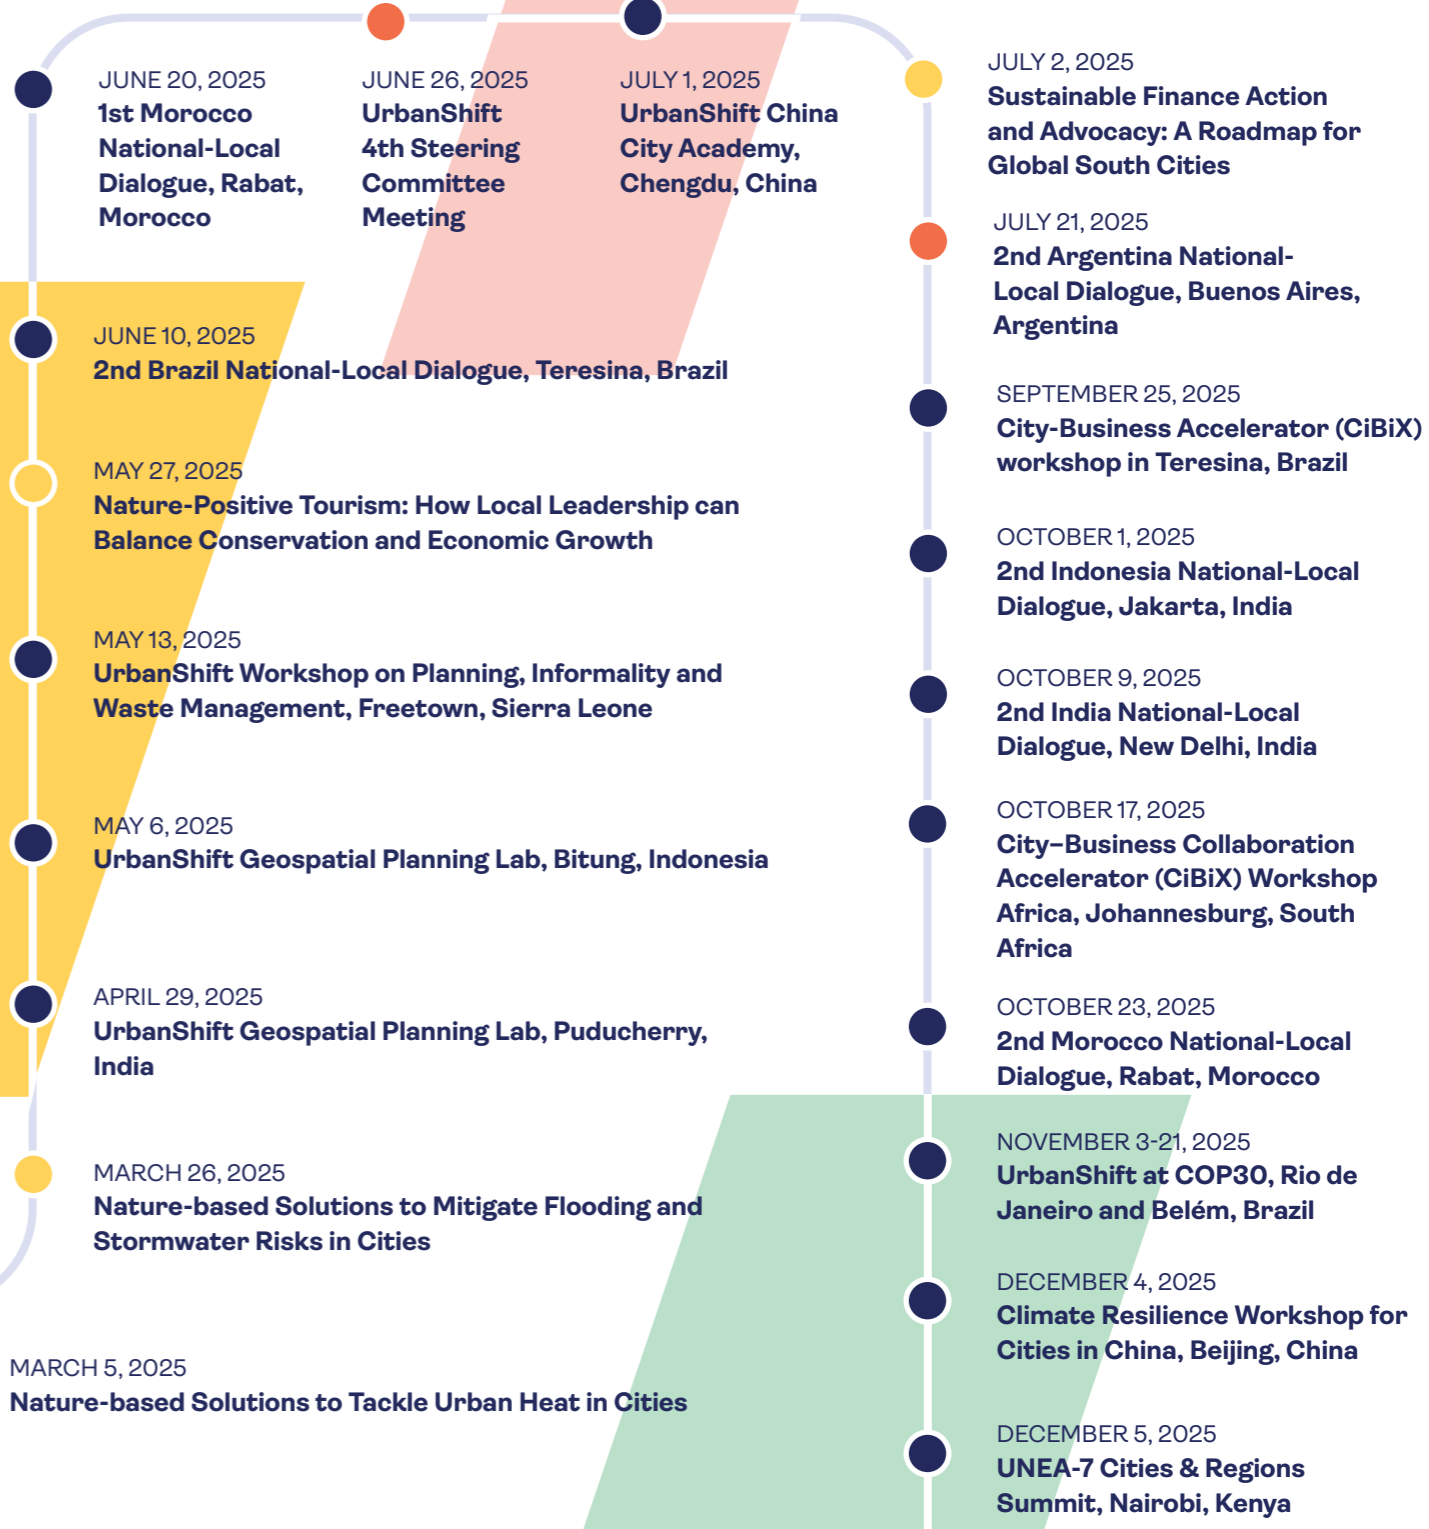 JUNE 20, 2025
1st Morocco
National-Local
Dialogue, Rabat,
Morocco
JUNE 26, 2025
UrbanShift
4th Steering
Committee
Meeting
JULY 1, 2025
UrbanShift China
City Academy,
Chengdu, China
JUNE 10, 2025
2nd Brazil National-Local Dialogue, Teresina, Brazil
MAY 27, 2025
Nature-Positive Tourism: How Local Leadership can
Balance Conservation and Economic Growth
MAY 13, 2025
UrbanShift Workshop on Planning, Informality and
Waste Management, Freetown, Sierra Leone
MAY 6, 2025
UrbanShift Geospatial Planning Lab, Bitung, Indonesia
APRIL 29, 2025
UrbanShift Geospatial Planning Lab, Puducherry,
India
MARCH 26, 2025
Nature-based Solutions to Mitigate Flooding and
Stormwater Risks in Cities
MARCH 5, 2025
Nature-based Solutions to Tackle Urban Heat in Cities
JULY 2, 2025
Sustainable Finance Action
and Advocacy: A Roadmap for
Global South Cities
JULY 21, 2025
2nd Argentina National-
Local Dialogue, Buenos Aires,
Argentina
SEPTEMBER 25, 2025
City-Business Accelerator (CiBiX)
workshop in Teresina, Brazil
OCTOBER 1, 2025
2nd Indonesia National-Local
Dialogue, Jakarta, India
OCTOBER 9, 2025
2nd India National-Local
Dialogue, New Delhi, India
OCTOBER 17, 2025
City–Business Collaboration
Accelerator (CiBiX) Workshop
Africa, Johannesburg, South
Africa
OCTOBER 23, 2025
2nd Morocco National-Local
Dialogue, Rabat, Morocco
NOVEMBER 3-21, 2025
UrbanShift at COP30, Rio de
Janeiro and Belém, Brazil
DECEMBER 4, 2025
Climate Resilience Workshop for
Cities in China, Beijing, China
DECEMBER 5, 2025
UNEA-7 Cities & Regions
Summit, Nairobi, Kenya